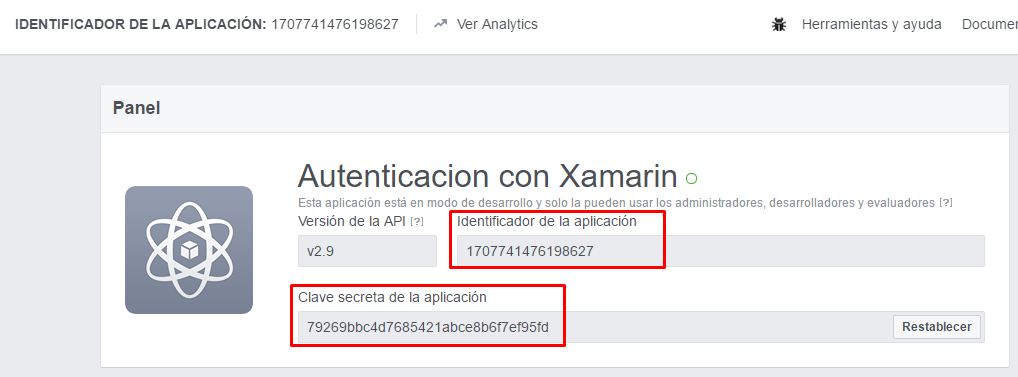 IDENTIFICADOR DE LA APLICACIÓN: 1707741476198627 Ver Analytics Herramientas y ayuda Documen
Panel
Autenticacion con Xamarin
Esta aplicación está en modo de desarrollo y solo la pueden usar los administradores, desarrolladores y evaluadores [?]
Versión de la API [?] Identificador de la aplicación
v2.9 1707741476198627
Clave secreta de la aplicación
79269bbc4d7685421abce8b6f7ef95fd Restablecer